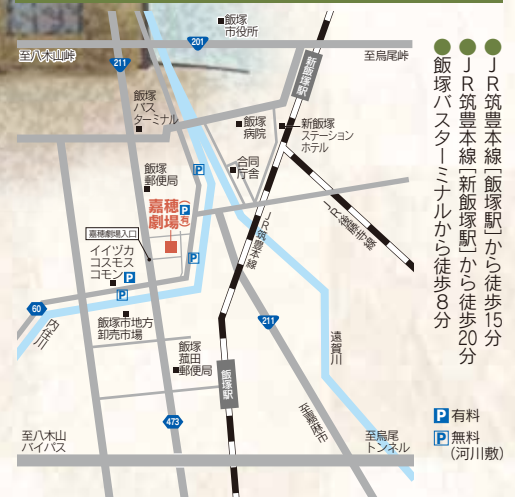 飯塚
市役所
201
至八木山峠
至烏尾峠
211
新飯塚駅
飯塚
バス
ターミナル
飯塚
病院
新飯塚
ステーション
ホテル
合同
庁舎
P
飯塚
郵便局
嘉穂
劇場
(有)
JR後藤寺線
JR筑豊本線
嘉穂劇場入口
イイヅカ
コスモス
コモン
P
P
P
60
内住川
飯塚市地方
卸売市場
211
遠賀川
飯塚
菰田
郵便局
飯塚駅
473
至嘉麻市
至八木山
バイパス
至烏尾
トンネル
●JR筑豊本線[飯塚駅]から徒歩15分
●JR筑豊本線[新飯塚駅]から徒歩20分
●飯塚バスターミナルから徒歩8分
P有料
P無料
(河川敷)